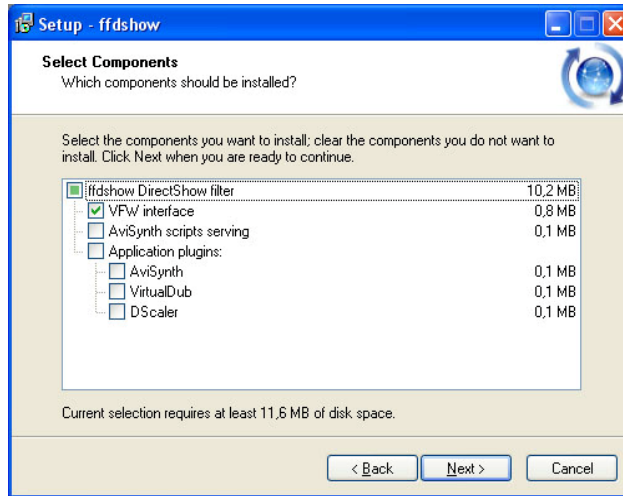 Setup - ffdshow
Select Components
Which components should be installed?
Select the components you want to install; clear the components you do not want to
install. Click Next when you are ready to continue.
ffdshow DirectShow filter 10,2 MB
VFW interface 0,8 MB
AviSynth scripts serving 0,1 MB
Application plugins:
AviSynth 0,1 MB
VirtualDub 0,1 MB
DScaler 0,1 MB
Current selection requires at least 11,6 MB of disk space.
< Back Next > Cancel